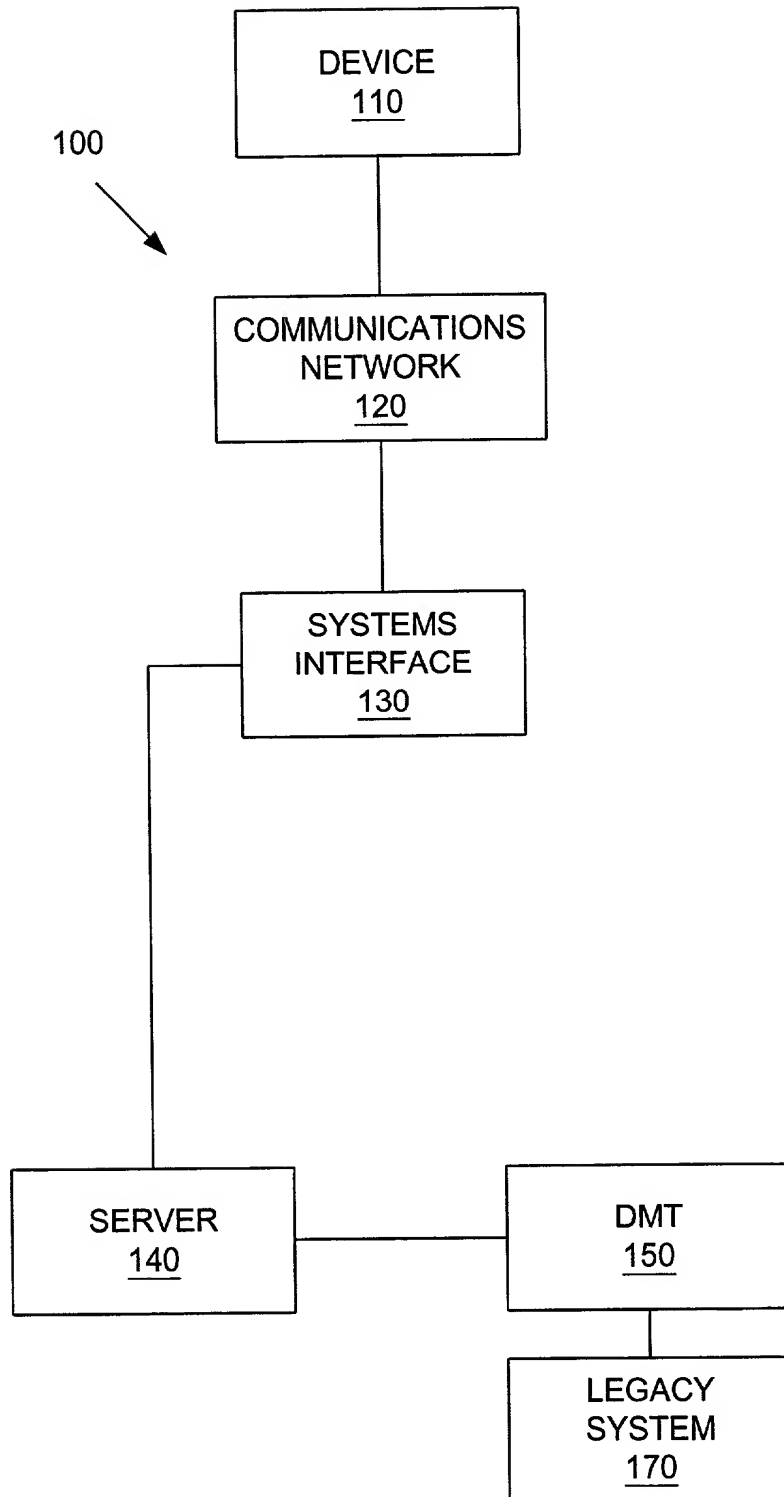 DEVICE
110
100
COMMUNICATIONS
NETWORK
120
SYSTEMS
INTERFACE
130
SERVER
140
DMT
150
LEGACY
SYSTEM
170